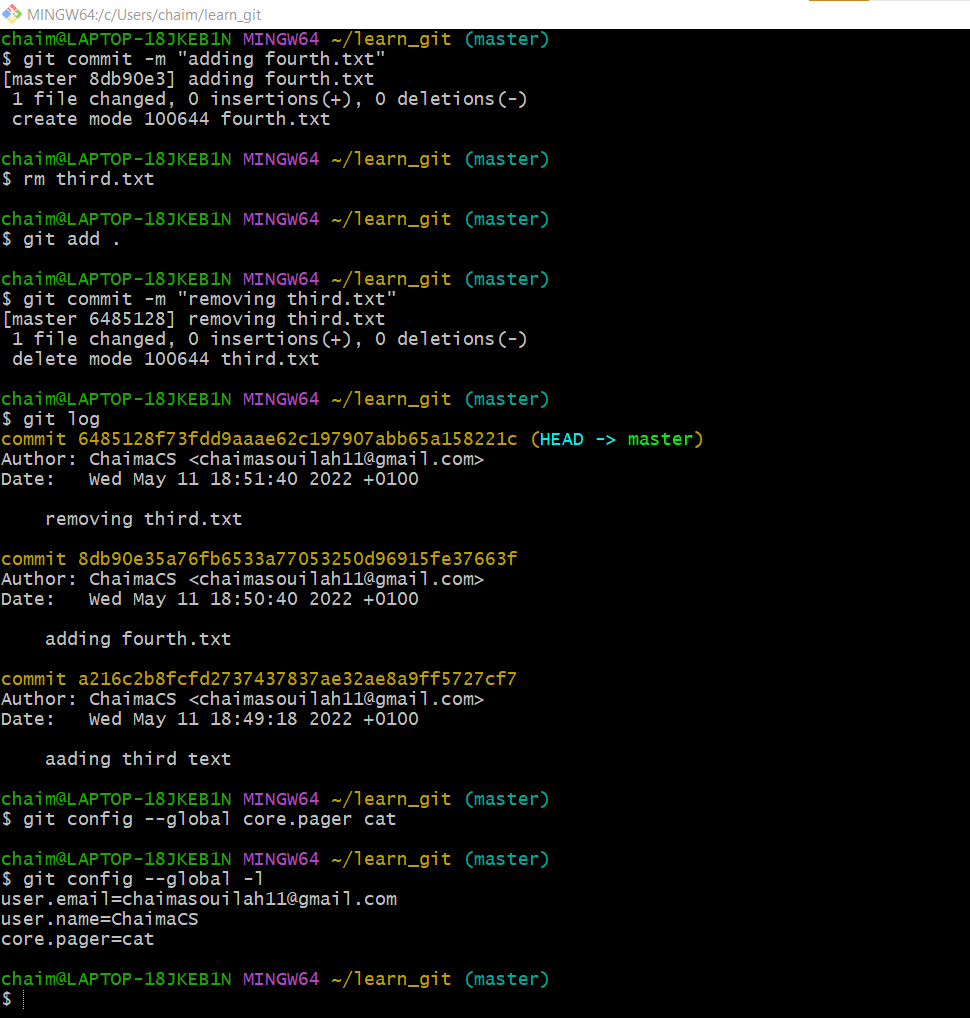 MINGW64:/c/Users/chaim/learn_git
chaim@LAPTOP-18JKEB1N MINGW64 ~/learn_git (master)
$ git commit -m "adding fourth.txt"
[master 8db90e3] adding fourth.txt
 1 file changed, 0 insertions(+), 0 deletions(-)
 create mode 100644 fourth.txt

chaim@LAPTOP-18JKEB1N MINGW64 ~/learn_git (master)
$ rm third.txt

chaim@LAPTOP-18JKEB1N MINGW64 ~/learn_git (master)
$ git add .

chaim@LAPTOP-18JKEB1N MINGW64 ~/learn_git (master)
$ git commit -m "removing third.txt"
[master 6485128] removing third.txt
 1 file changed, 0 insertions(+), 0 deletions(-)
 delete mode 100644 third.txt

chaim@LAPTOP-18JKEB1N MINGW64 ~/learn_git (master)
$ git log
commit 6485128f73fdd9aaae62c197907abb65a158221c (HEAD -> master)
Author: ChaimaCS <chaimasouilah11@gmail.com>
Date:   Wed May 11 18:51:40 2022 +0100

    removing third.txt

commit 8db90e35a76fb6533a77053250d96915fe37663f
Author: ChaimaCS <chaimasouilah11@gmail.com>
Date:   Wed May 11 18:50:40 2022 +0100

    adding fourth.txt

commit a216c2b8fcfd2737437837ae32ae8a9ff5727cf7
Author: ChaimaCS <chaimasouilah11@gmail.com>
Date:   Wed May 11 18:49:18 2022 +0100

    aading third text

chaim@LAPTOP-18JKEB1N MINGW64 ~/learn_git (master)
$ git config --global core.pager cat

chaim@LAPTOP-18JKEB1N MINGW64 ~/learn_git (master)
$ git config --global -l
user.email=chaimasouilah11@gmail.com
user.name=ChaimaCS
core.pager=cat

chaim@LAPTOP-18JKEB1N MINGW64 ~/learn_git (master)
$